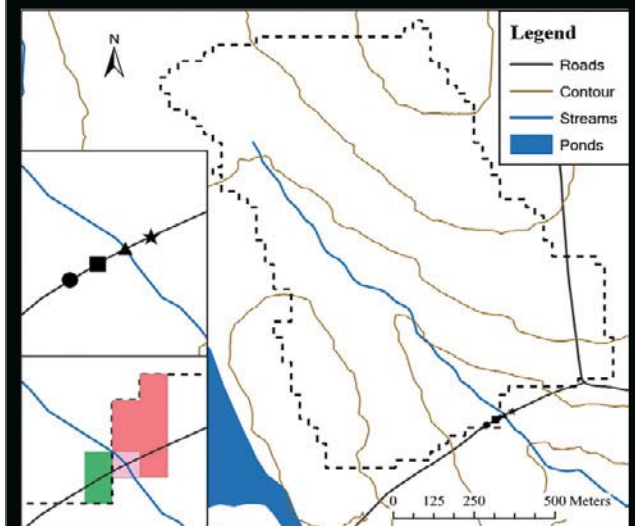 N
Legend
Roads
Contour
Streams
Ponds
0 125 250 500 Meters